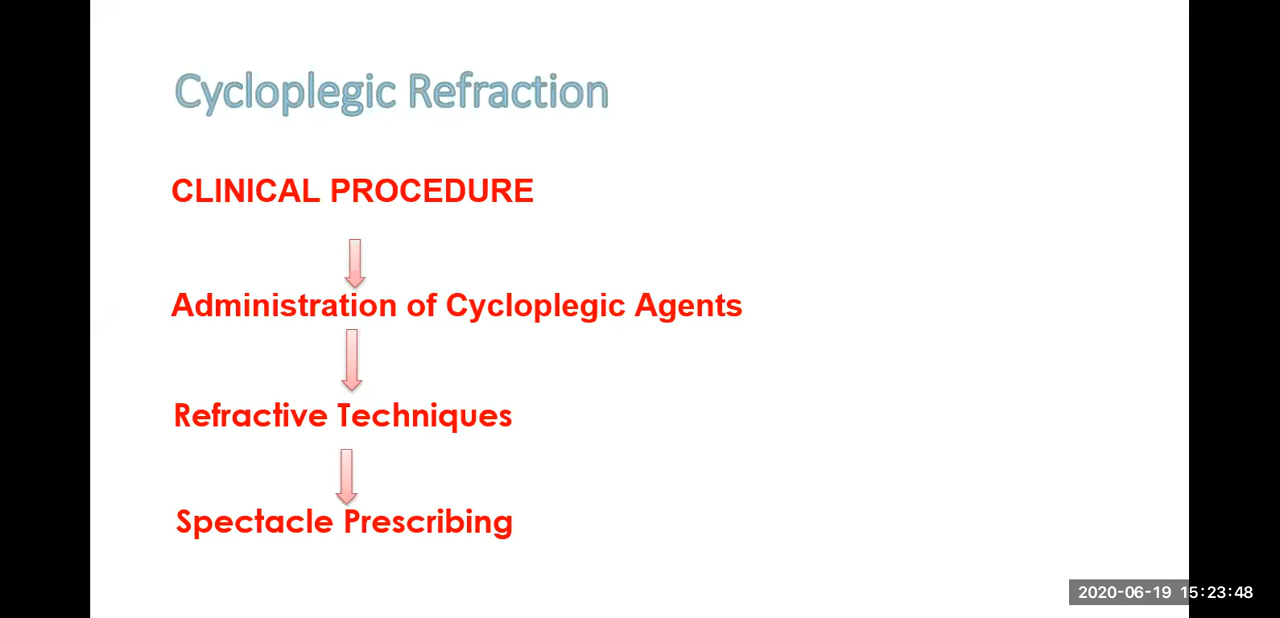 Cycloplegic Refraction
CLINICAL PROCEDURE
Administration of Cycloplegic Agents
Refractive Techniques
Spectacle Prescribing
2020-06-19 15:23:48